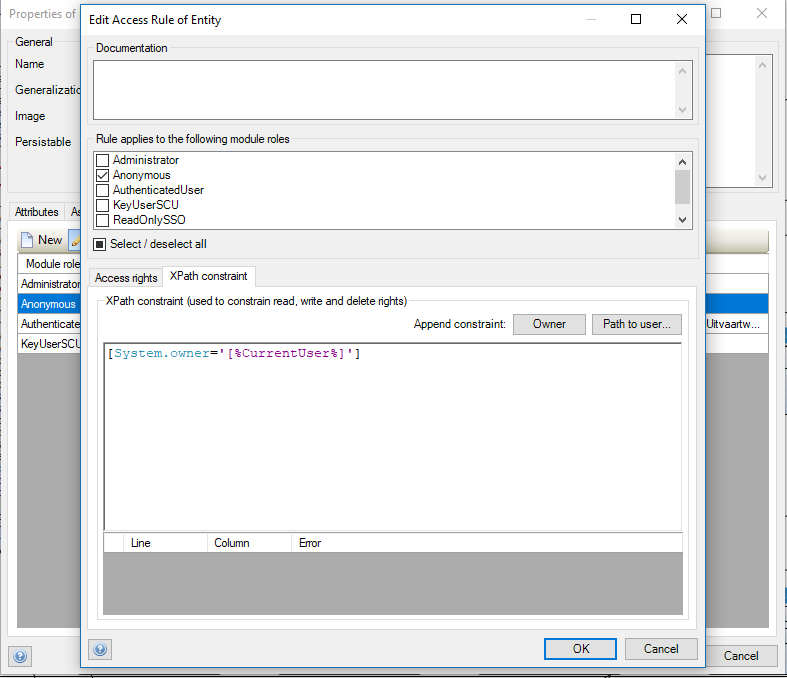 Properties of
Edit Access Rule of Entity
General
Name
Generalizatic
Image
Persistable
Documentation
Rule applies to the following module roles
Administrator
Anonymous
AuthenticatedUser
KeyUserSCU
ReadOnlySSO
Select / deselect all
Attributes
As
New
Module role
Administrator
Anonymous
Authenticate
KeyUserSCU
Uitvaartw...
Access rights
XPath constraint
XPath constraint (used to constrain read, write and delete rights)
Append constraint:
Owner
Path to user...
[System.owner='[%CurrentUser%]']
Line
Column
Error
OK
Cancel
Cancel